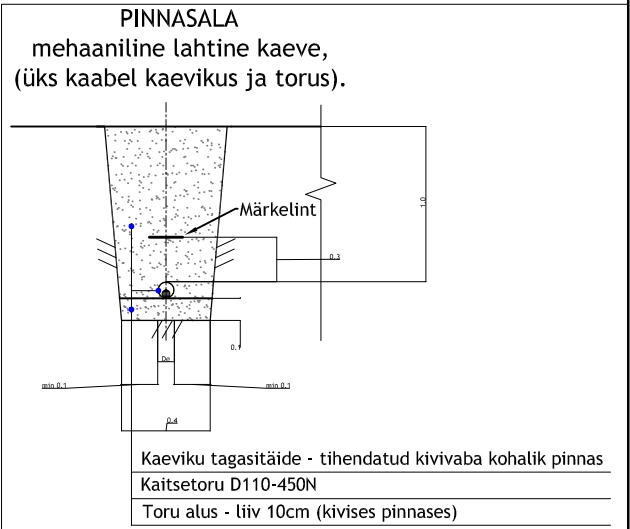 PINNASALA
mehaaniline lahtine kaeve,
(üks kaabel kaevikus ja torus).
Märkelint
1.0
0.3
0.1
De
min 0.1
min 0.1
0.4
Kaeviku tagasitäide - tihendatud kivivaba kohalik pinnas
Kaitsetoru D110-450N
Toru alus - liiv 10cm (kivises pinnases)